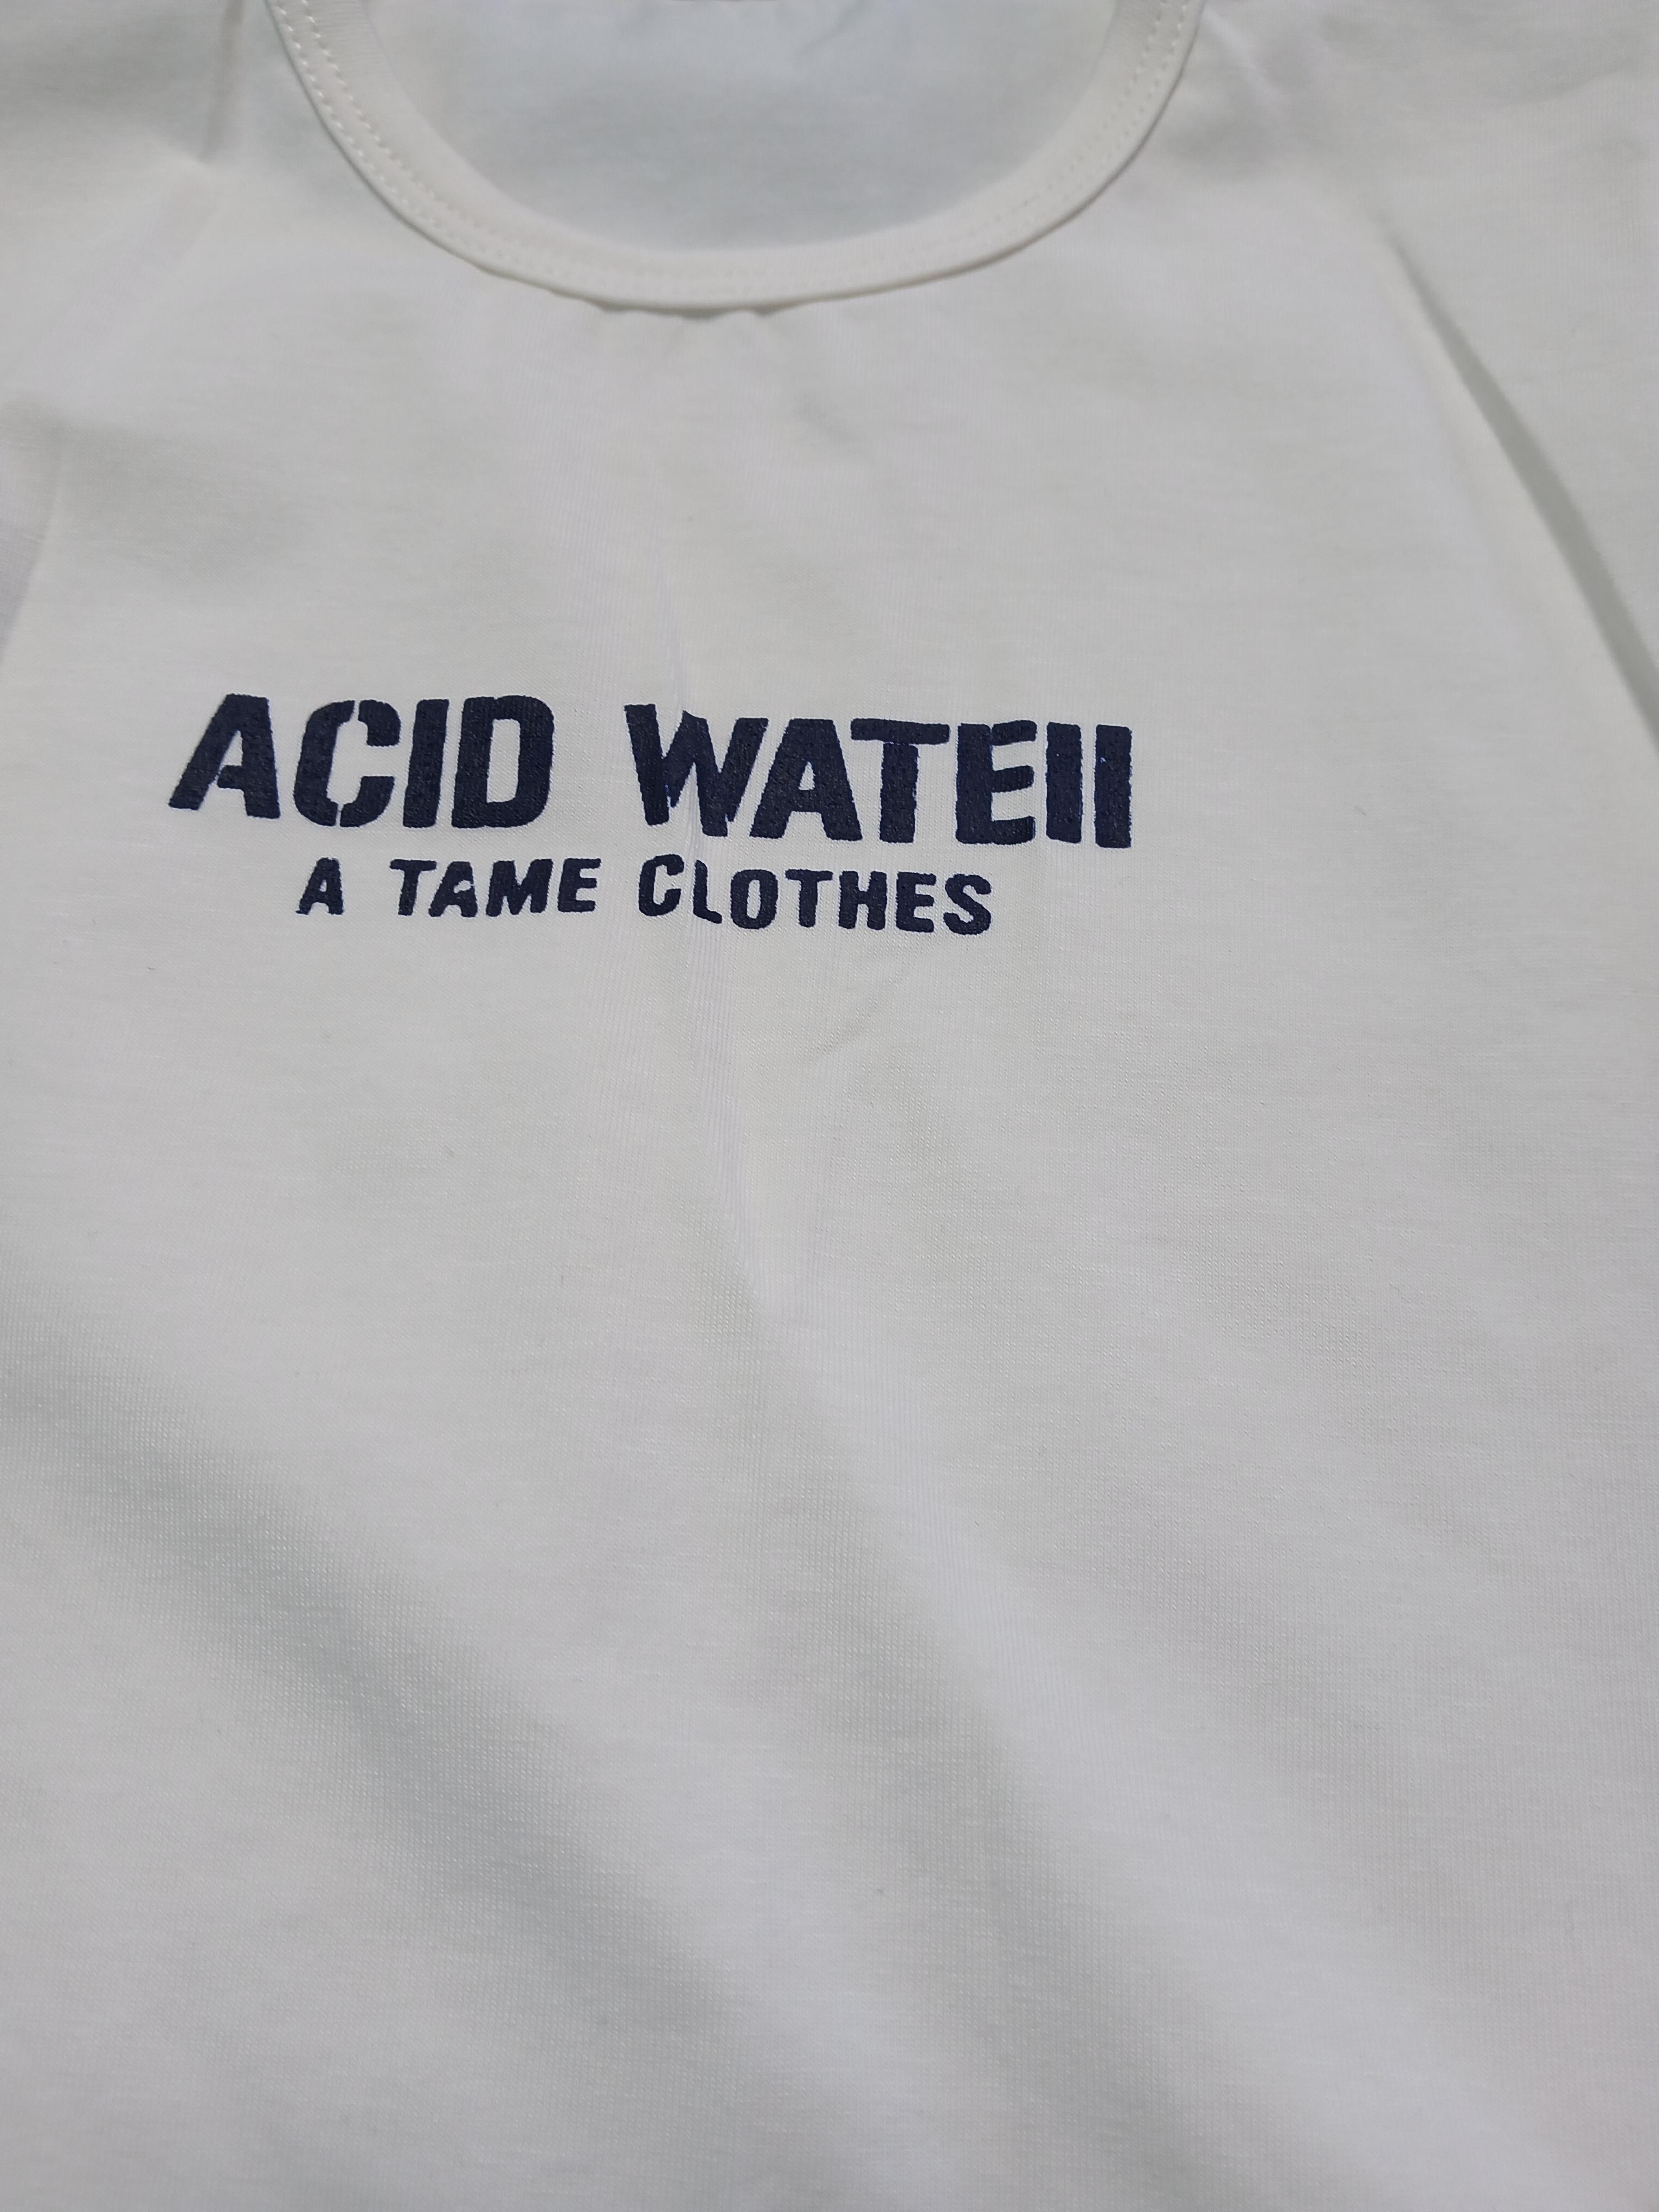 ACID WATEII
A TAME CLOTHES